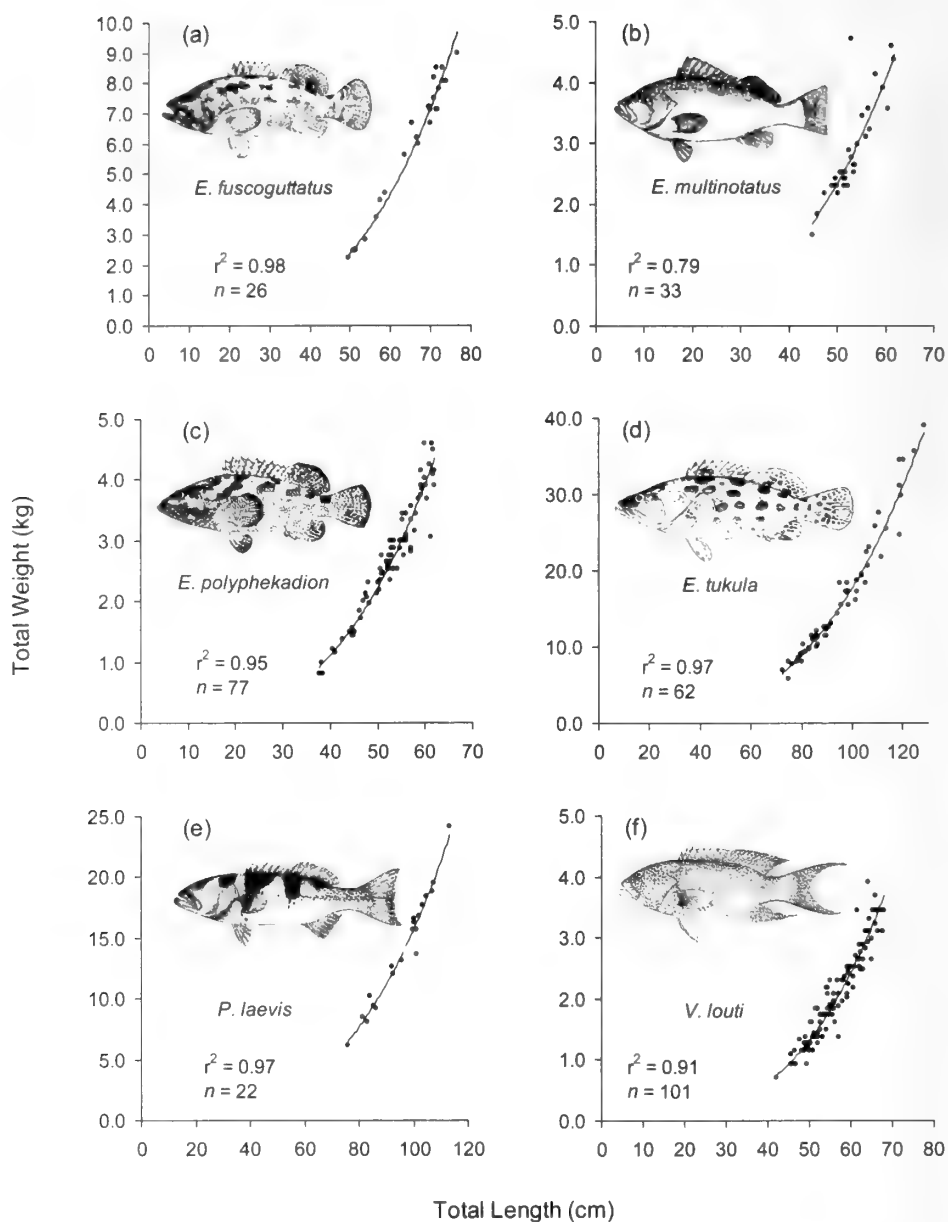 Total Weight (kg)
(a)
10.0
9.0
8.0
7.0
6.0
5.0
4.0
3.0
2.0
1.0
0.0
E. fuscoguttatus
r² = 0.98
n = 26
0 10 20 30 40 50 60 70 80
(b)
5.0
4.0
3.0
2.0
1.0
0.0
E. multinotatus
r² = 0.79
n = 33
0 10 20 30 40 50 60 70
(c)
5.0
4.0
3.0
2.0
1.0
0.0
E. polyphekadion
r² = 0.95
n = 77
0 10 20 30 40 50 60 70
(d)
40.0
30.0
20.0
10.0
0.0
E. tukula
r² = 0.97
n = 62
0 20 40 60 80 100 120
(e)
25.0
20.0
15.0
10.0
5.0
0.0
P. laevis
r² = 0.97
n = 22
0 20 40 60 80 100 120
(f)
5.0
4.0
3.0
2.0
1.0
0.0
V. louti
r² = 0.91
n = 101
0 10 20 30 40 50 60 70 80
Total Length (cm)